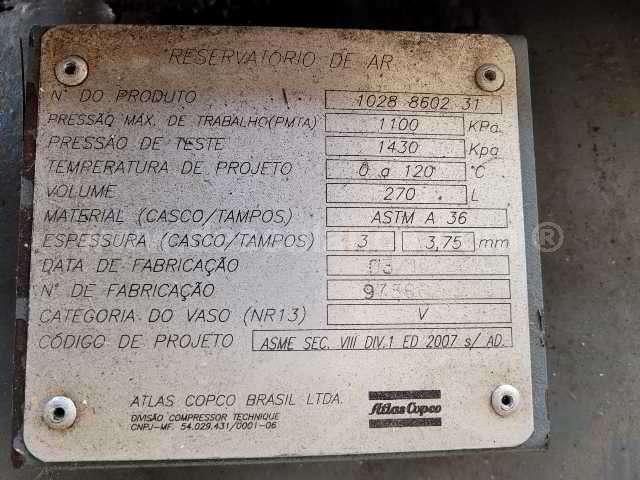 RESERVATÓRIO DE AR
N° DO PRODUTO 1028 8602 31
PRESSÃO MÁX. DE TRABALHO(PMTA) 1100 KPa
PRESSÃO DE TESTE 1430 Kpa
TEMPERATURA DE PROJETO 0 a 120 °C
VOLUME 270 L
MATERIAL (CASCO/TAMPOS) ASTM A 36
ESPESSURA (CASCO/TAMPOS) 3 3,75 mm
DATA DE FABRICAÇÃO
N° DE FABRICAÇÃO
CATEGORIA DO VASO (NR13) V
CÓDIGO DE PROJETO ASME SEC. VIII DIV.1 ED 2007 s/ AD.
ATLAS COPCO BRASIL LTDA.
DIVISÃO COMPRESSOR TECHNIQUE
CNPJ-MF. 54.029.431/0001-06
Atlas Copco